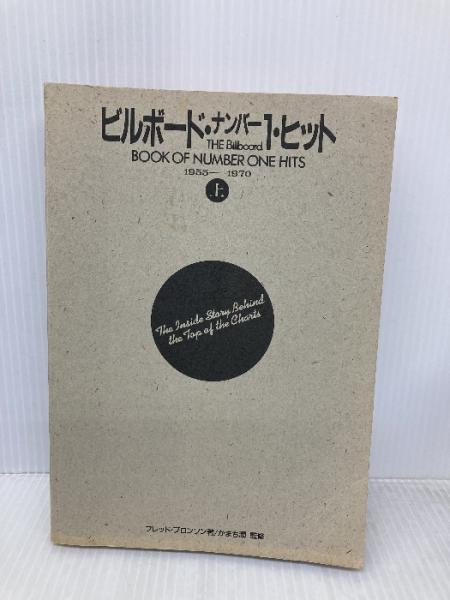 ビルボード・ナンバー1・ヒット
THE Billboard
BOOK OF NUMBER ONE HITS
1955—1970
上
The Inside Story Behind
the Top of the Charts
フレッド・ブロンソン著/かまち潤 監修